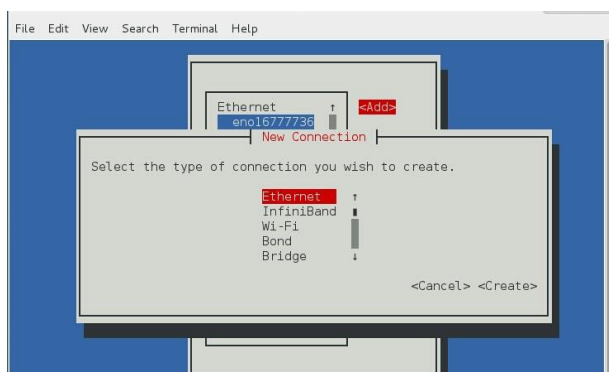 File Edit View Search Terminal Help
Ethernet ↑ <Add>
eno16777736
New Connection
Select the type of connection you wish to create.
Ethernet ↑
InfiniBand
Wi-Fi
Bond
Bridge ↓
<Cancel> <Create>